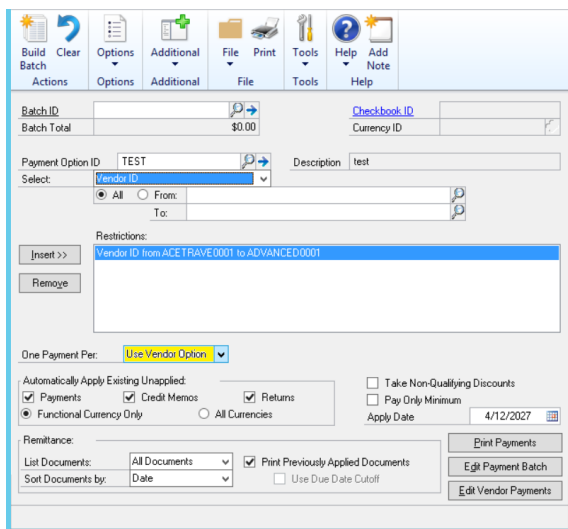 Build Batch
Clear
Options
Additional
File
Print
Tools
Help
Add Note
Actions
Options
Additional
File
Tools
Help
Batch ID
Checkbook ID
Batch Total $0.00
Currency ID
Payment Option ID TEST
Description test
Select: Vendor ID
All From:
To:
Restrictions:
Insert >>
Vendor ID from ACETRAVE0001 to ADVANCED0001
Remove
One Payment Per: Use Vendor Option
Automatically Apply Existing Unapplied:
Take Non-Qualifying Discounts
Payments Credit Memos Returns
Pay Only Minimum
Functional Currency Only All Currencies
Apply Date 4/12/2027
Remittance:
Print Payments
List Documents: All Documents Print Previously Applied Documents
Edit Payment Batch
Sort Documents by: Date Use Due Date Cutoff
Edit Vendor Payments